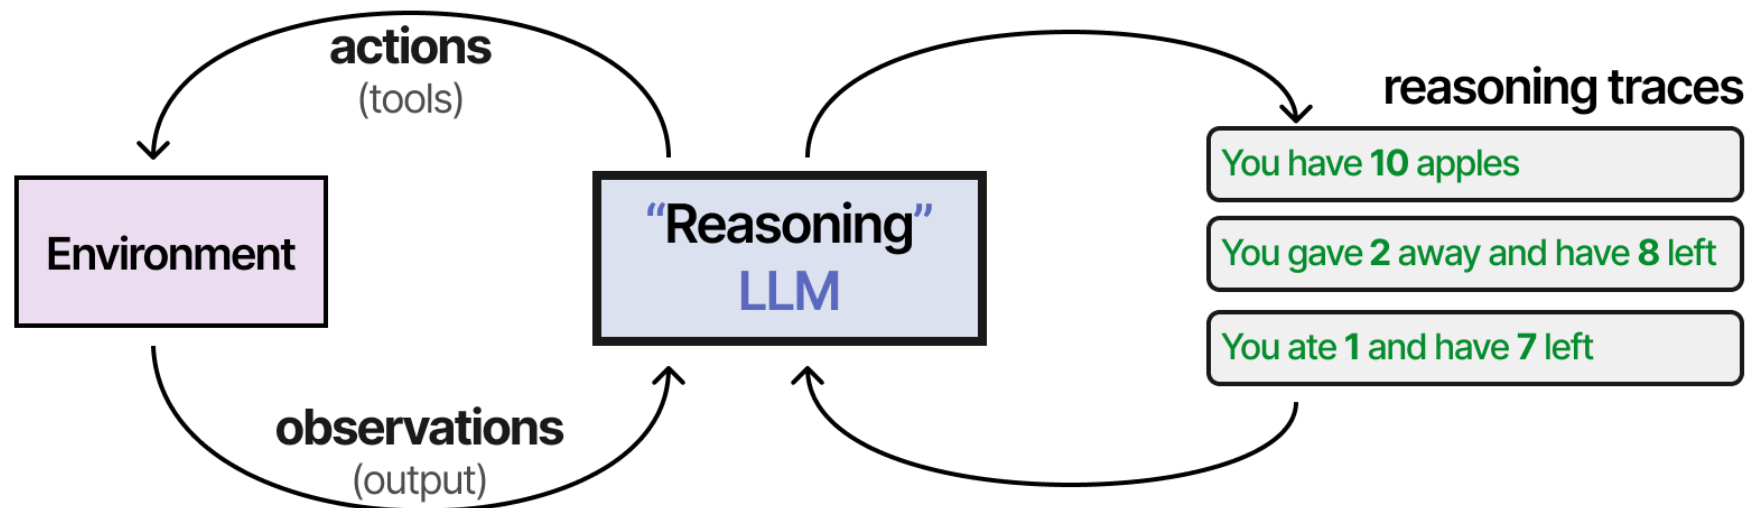 actions
(tools)
reasoning traces
You have 10 apples
Environment
“Reasoning”
LLM
You gave 2 away and have 8 left
You ate 1 and have 7 left
observations
(output)